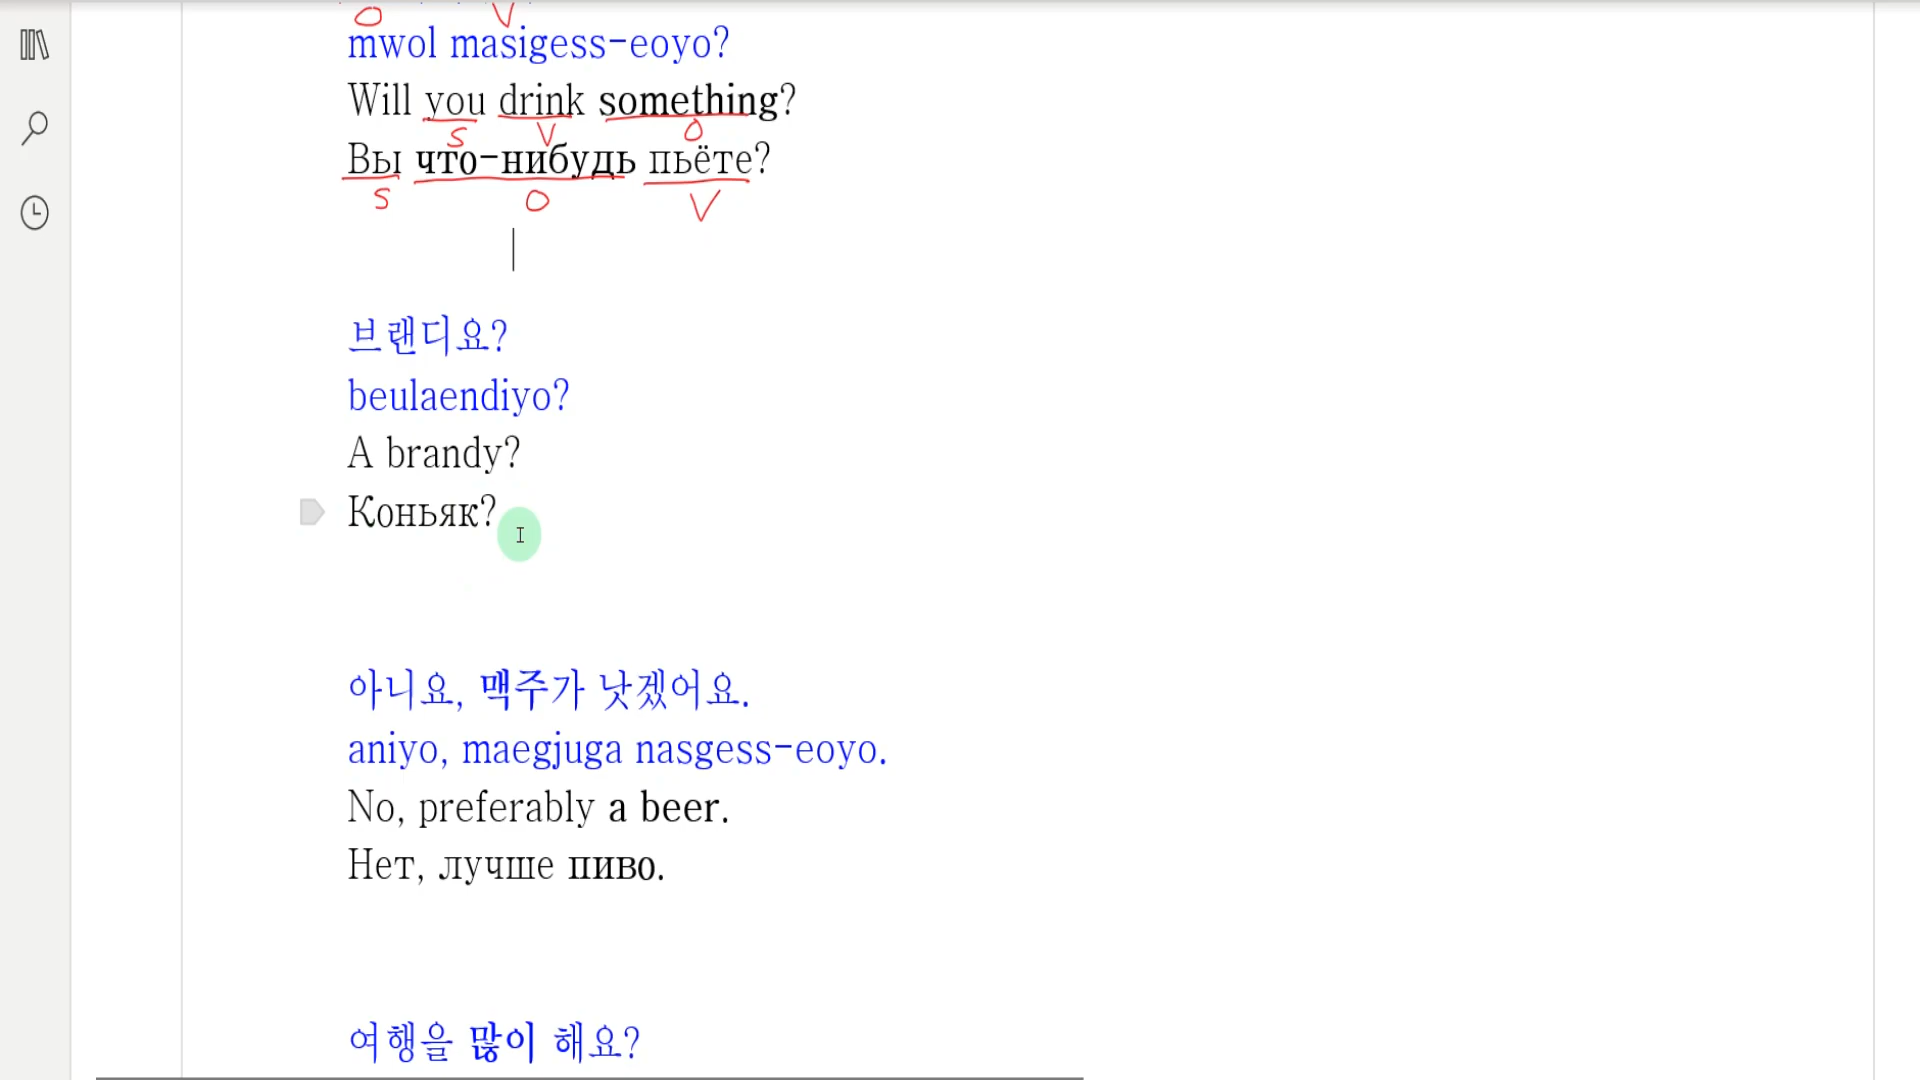 O V
mwol masigess-eoyo?
Will you drink something?
S V O
Вы что-нибудь пьёте?
S O V
브랜디요?
beulaendiyo?
A brandy?
Коньяк?
아니요, 맥주가 낫겠어요.
aniyo, maegjuga nasgess-eoyo.
No, preferably a beer.
Нет, лучше пиво.
여행을 많이 해요?